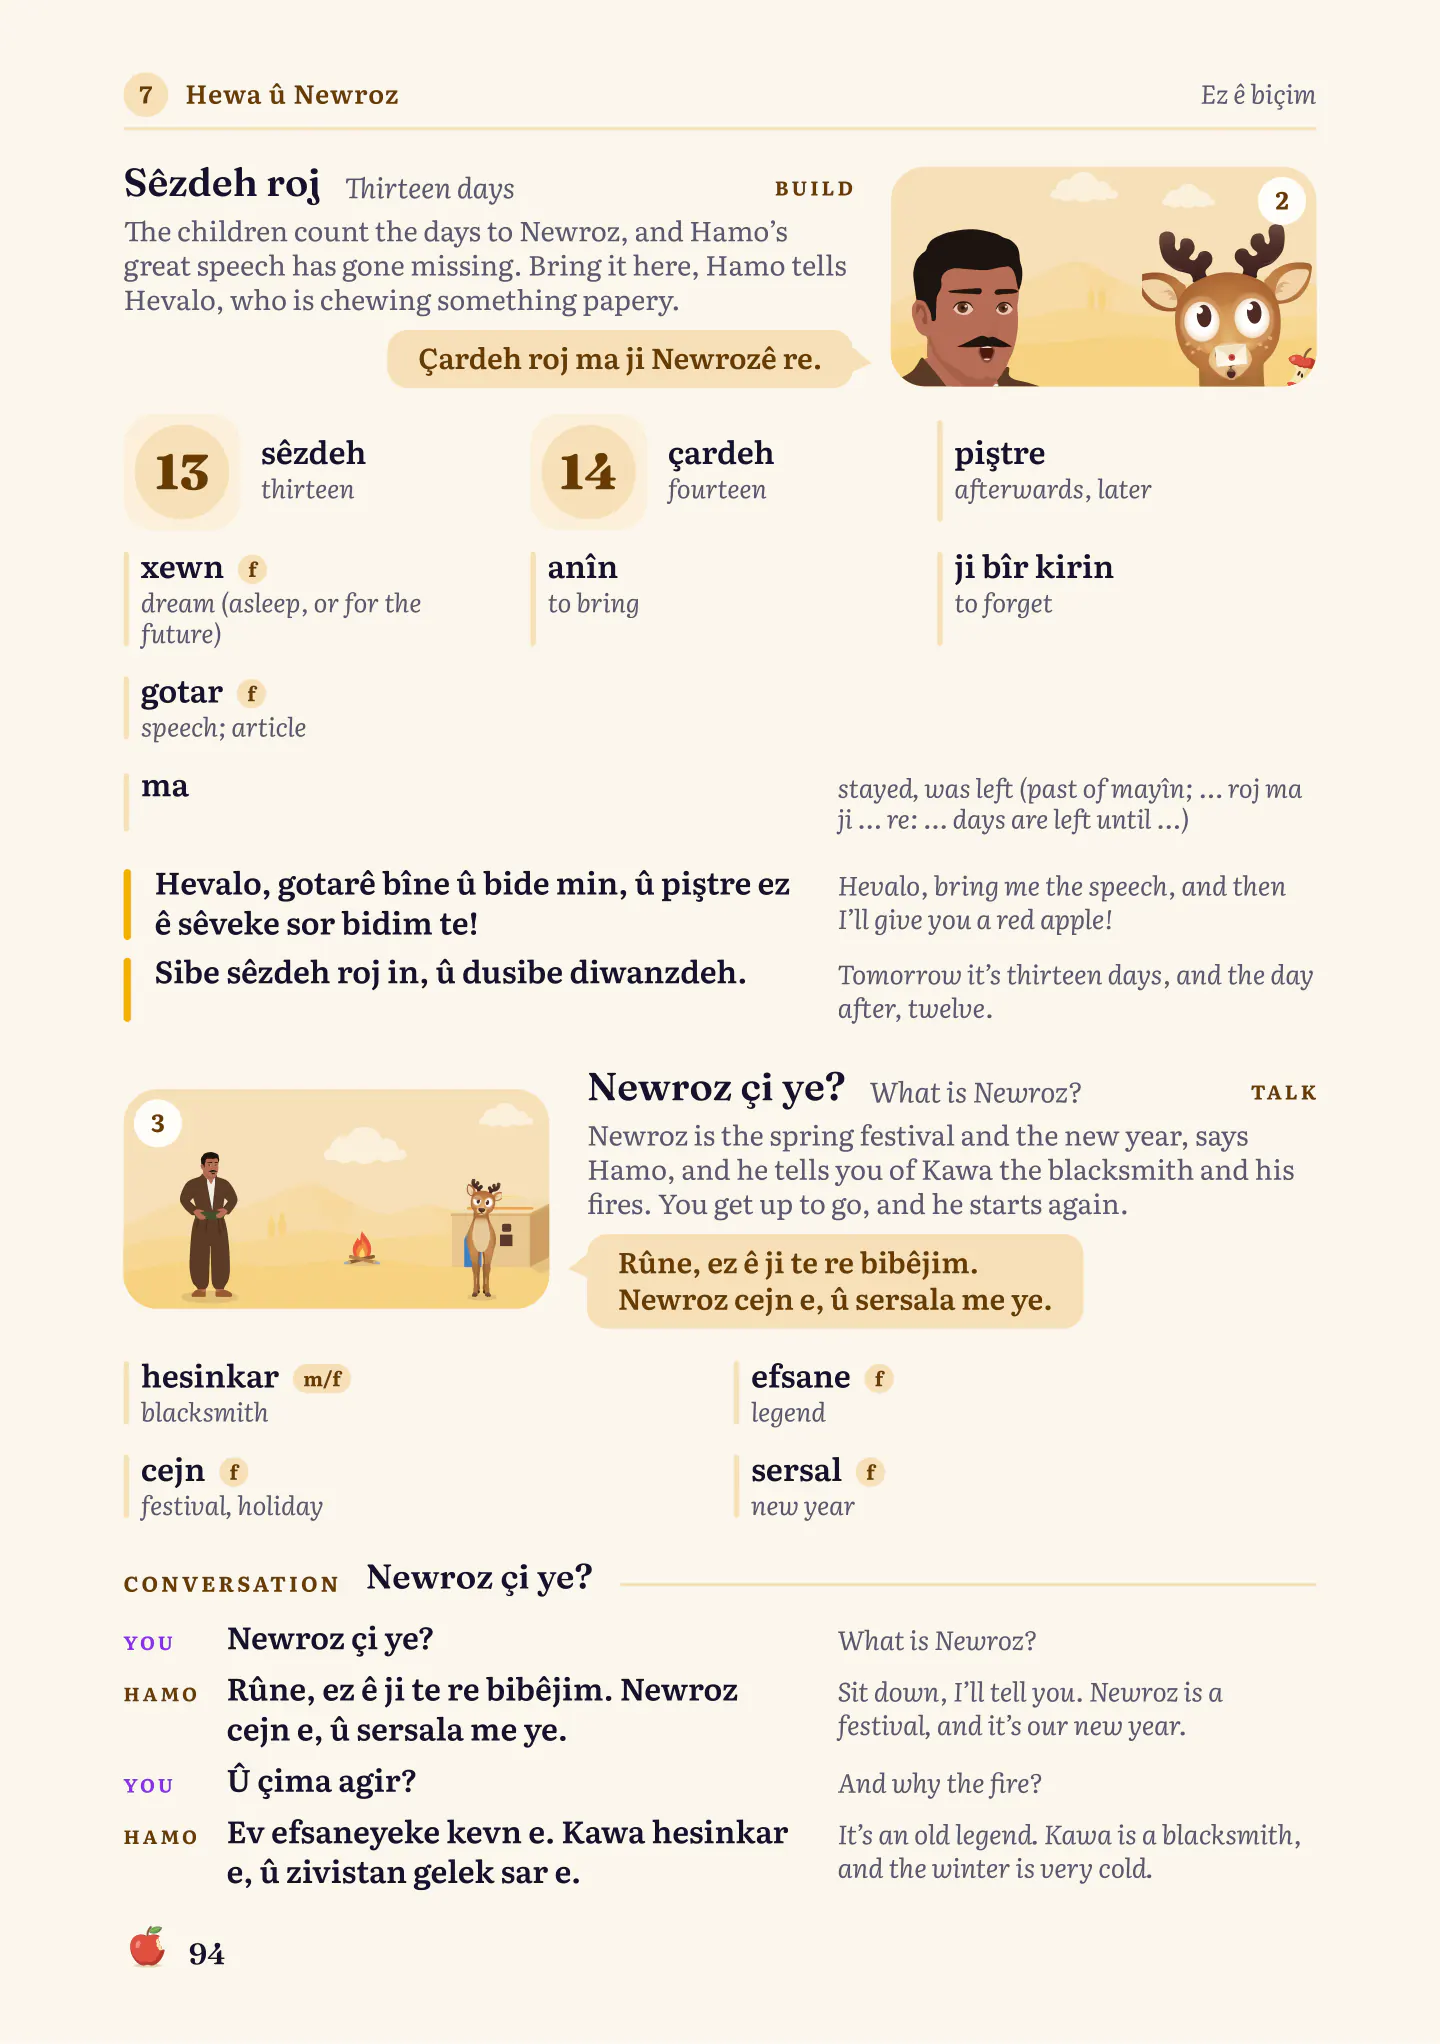 7 Hewa û Newroz
Ez ê biçim
Sêzdeh roj Thirteen days BUILD
The children count the days to Newroz, and Hamo’s
great speech has gone missing. Bring it here, Hamo tells
Hevalo, who is chewing something papery.
Çardeh roj ma ji Newrozê re.
2
13 sêzdeh
thirteen
14 çardeh
fourteen
piştre
afterwards, later
xewn f
dream (asleep, or for the
future)
anîn
to bring
ji bîr kirin
to forget
gotar f
speech; article
ma
stayed, was left (past of mayîn; … roj ma
ji … re: … days are left until …)
Hevalo, gotarê bîne û bide min, û piştre ez
ê sêveke sor bidim te!
Hevalo, bring me the speech, and then
I’ll give you a red apple!
Sibe sêzdeh roj in, û dusibe diwanzdeh.
Tomorrow it’s thirteen days, and the day
after, twelve.
3
Newroz çi ye? What is Newroz? TALK
Newroz is the spring festival and the new year, says
Hamo, and he tells you of Kawa the blacksmith and his
fires. You get up to go, and he starts again.
Rûne, ez ê ji te re bibêjim.
Newroz cejn e, û sersala me ye.
hesinkar m/f
blacksmith
efsane f
legend
cejn f
festival, holiday
sersal f
new year
CONVERSATION Newroz çi ye?
YOU Newroz çi ye?
What is Newroz?
HAMO Rûne, ez ê ji te re bibêjim. Newroz
cejn e, û sersala me ye.
Sit down, I’ll tell you. Newroz is a
festival, and it’s our new year.
YOU Û çima agir?
And why the fire?
HAMO Ev efsaneyeke kevn e. Kawa hesinkar
e, û zivistan gelek sar e.
It’s an old legend. Kawa is a blacksmith,
and the winter is very cold.
94